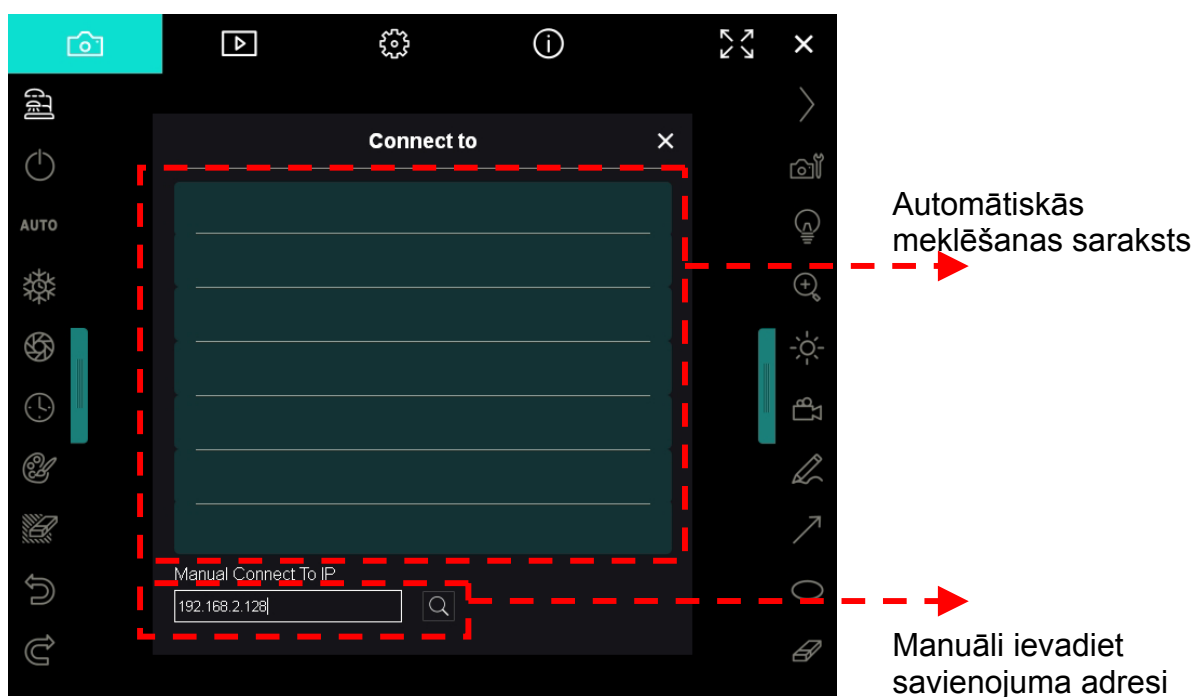 Connect to
AUTO
Automātiskās
meklēšanas saraksts
Manual Connect To IP
192.168.2.128
Manuāli ievadiet
savienojuma adresi